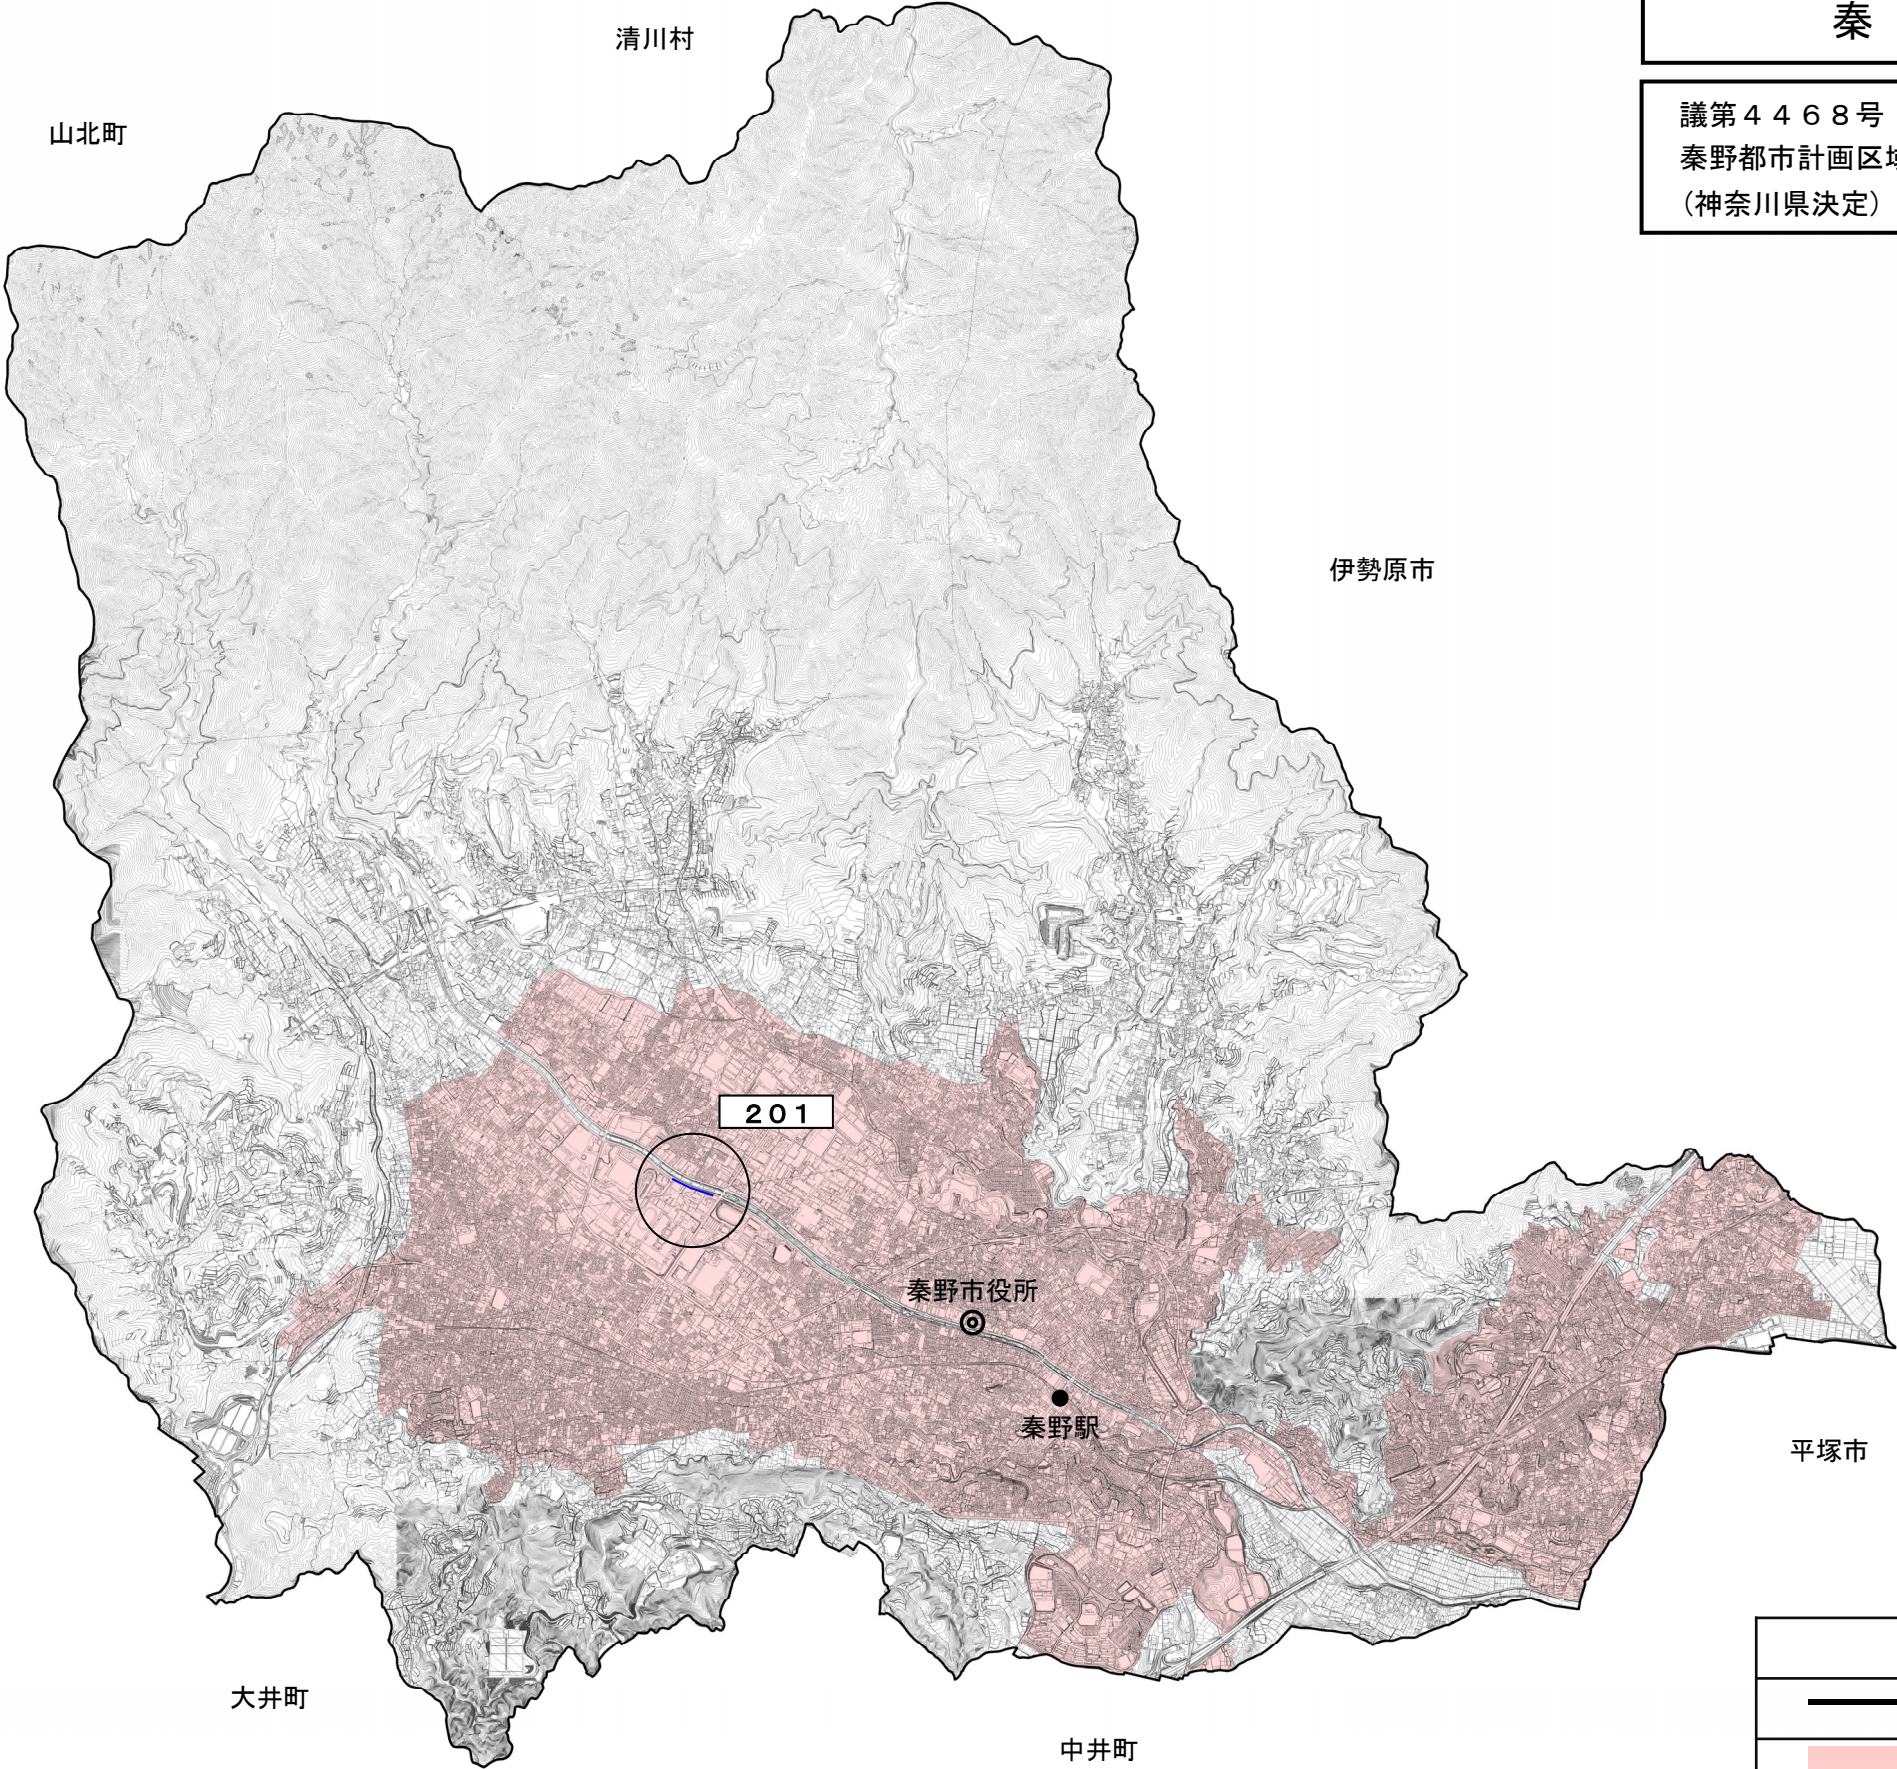 秦
議第４４６８号
秦野都市計画区域
（神奈川県決定）
清川村
山北町
伊勢原市
２０１
秦野市役所
秦野駅
平塚市
大井町
中井町